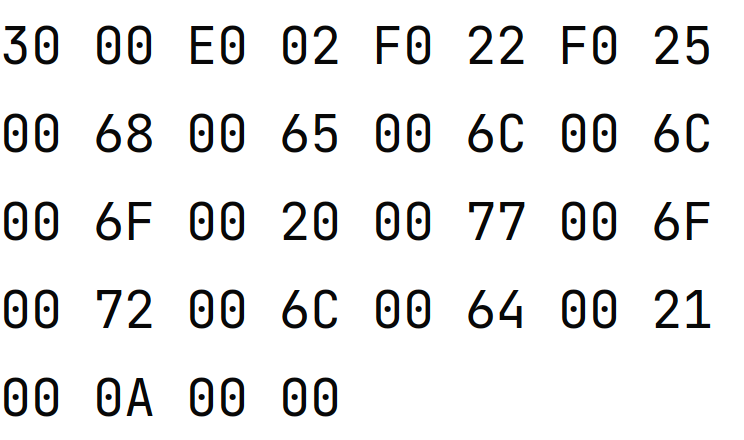 30 00 E0 02 F0 22 F0 25
00 68 00 65 00 6C 00 6C
00 6F 00 20 00 77 00 6F
00 72 00 6C 00 64 00 21
00 0A 00 00